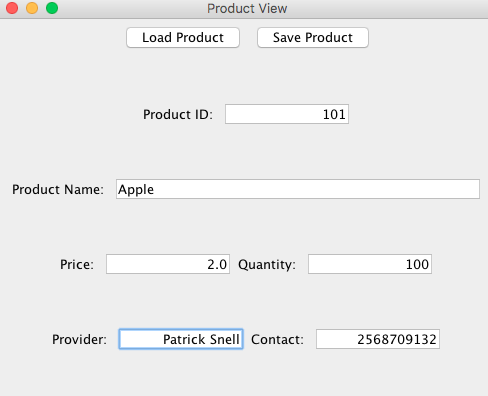 Product View
Load Product Save Product
Product ID: 101
Product Name: Apple
Price: 2.0 Quantity: 100
Provider: Patrick Snell Contact: 2568709132